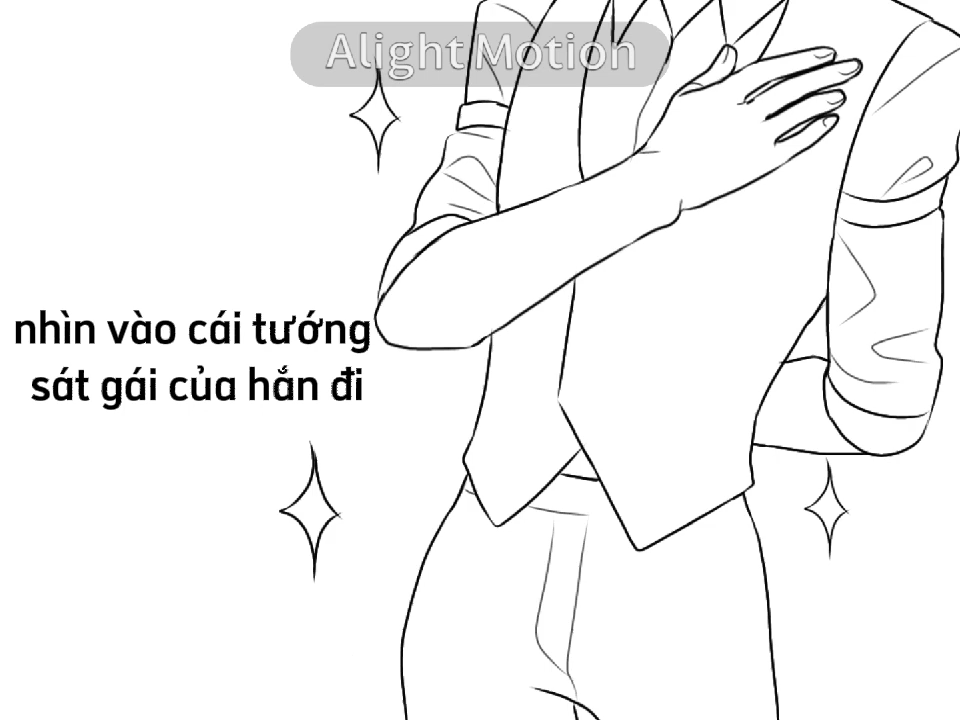 Alight Motion
nhìn vào cái tướng
sát gái của hắn đi